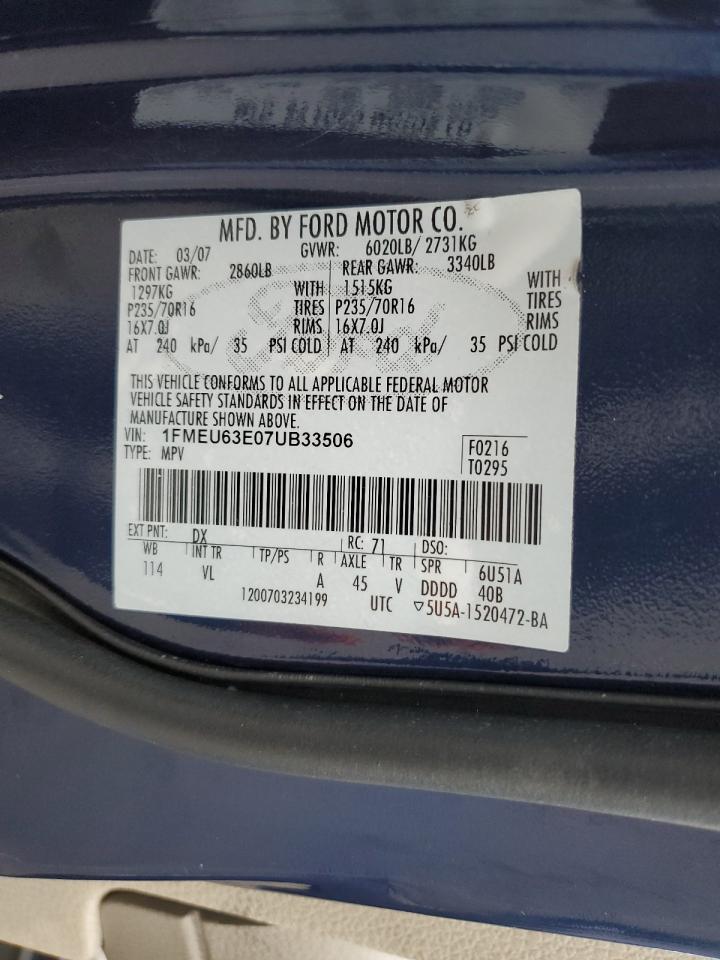 MFD. BY FORD MOTOR CO.
DATE: 03/07 GVWR: 6020LB/ 2731KG
FRONT GAWR: 2860LB REAR GAWR: 3340LB
1297KG WITH 1515KG WITH
P235/70R16 TIRES P235/70R16 TIRES
16X7.0J RIMS 16X7.0J RIMS
AT 240 kPa/ 35 PSI COLD AT 240 kPa/ 35 PSI COLD
Ford
THIS VEHICLE CONFORMS TO ALL APPLICABLE FEDERAL MOTOR
VEHICLE SAFETY STANDARDS IN EFFECT ON THE DATE OF
MANUFACTURE SHOWN ABOVE.
VIN: 1FMEU63E07UB33506 F0216
TYPE: MPV T0295
EXT PNT: DX RC: 71 DSO:
WB INT TR TP/PS R AXLE TR SPR 6U51A
114 VL A 45 V DDDD 40B
1200703234199 UTC ▽5U5A-1520472-BA